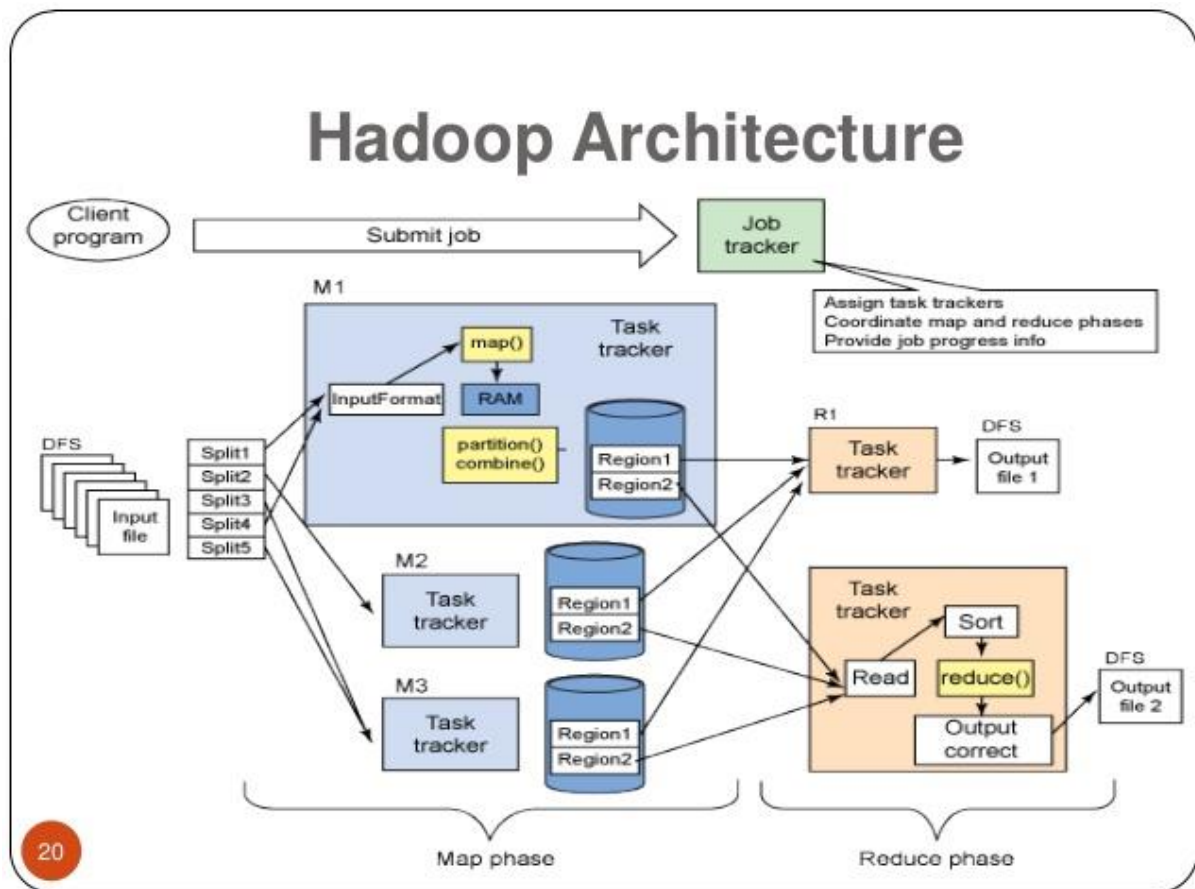 Hadoop Architecture
Client
program
Submit job
Job
tracker
Assign task trackers
Coordinate map and reduce phases
Provide job progress info
M1
Task
tracker
map()
InputFormat
RAM
partition()
combine()
Region1
Region2
DFS
Input
file
Split1
Split2
Split3
Split4
Split5
M2
Task
tracker
Region1
Region2
M3
Task
tracker
Region1
Region2
R1
Task
tracker
DFS
Output
file 1
Task
tracker
Sort
Read
reduce()
Output
correct
DFS
Output
file 2
Map phase
Reduce phase
20